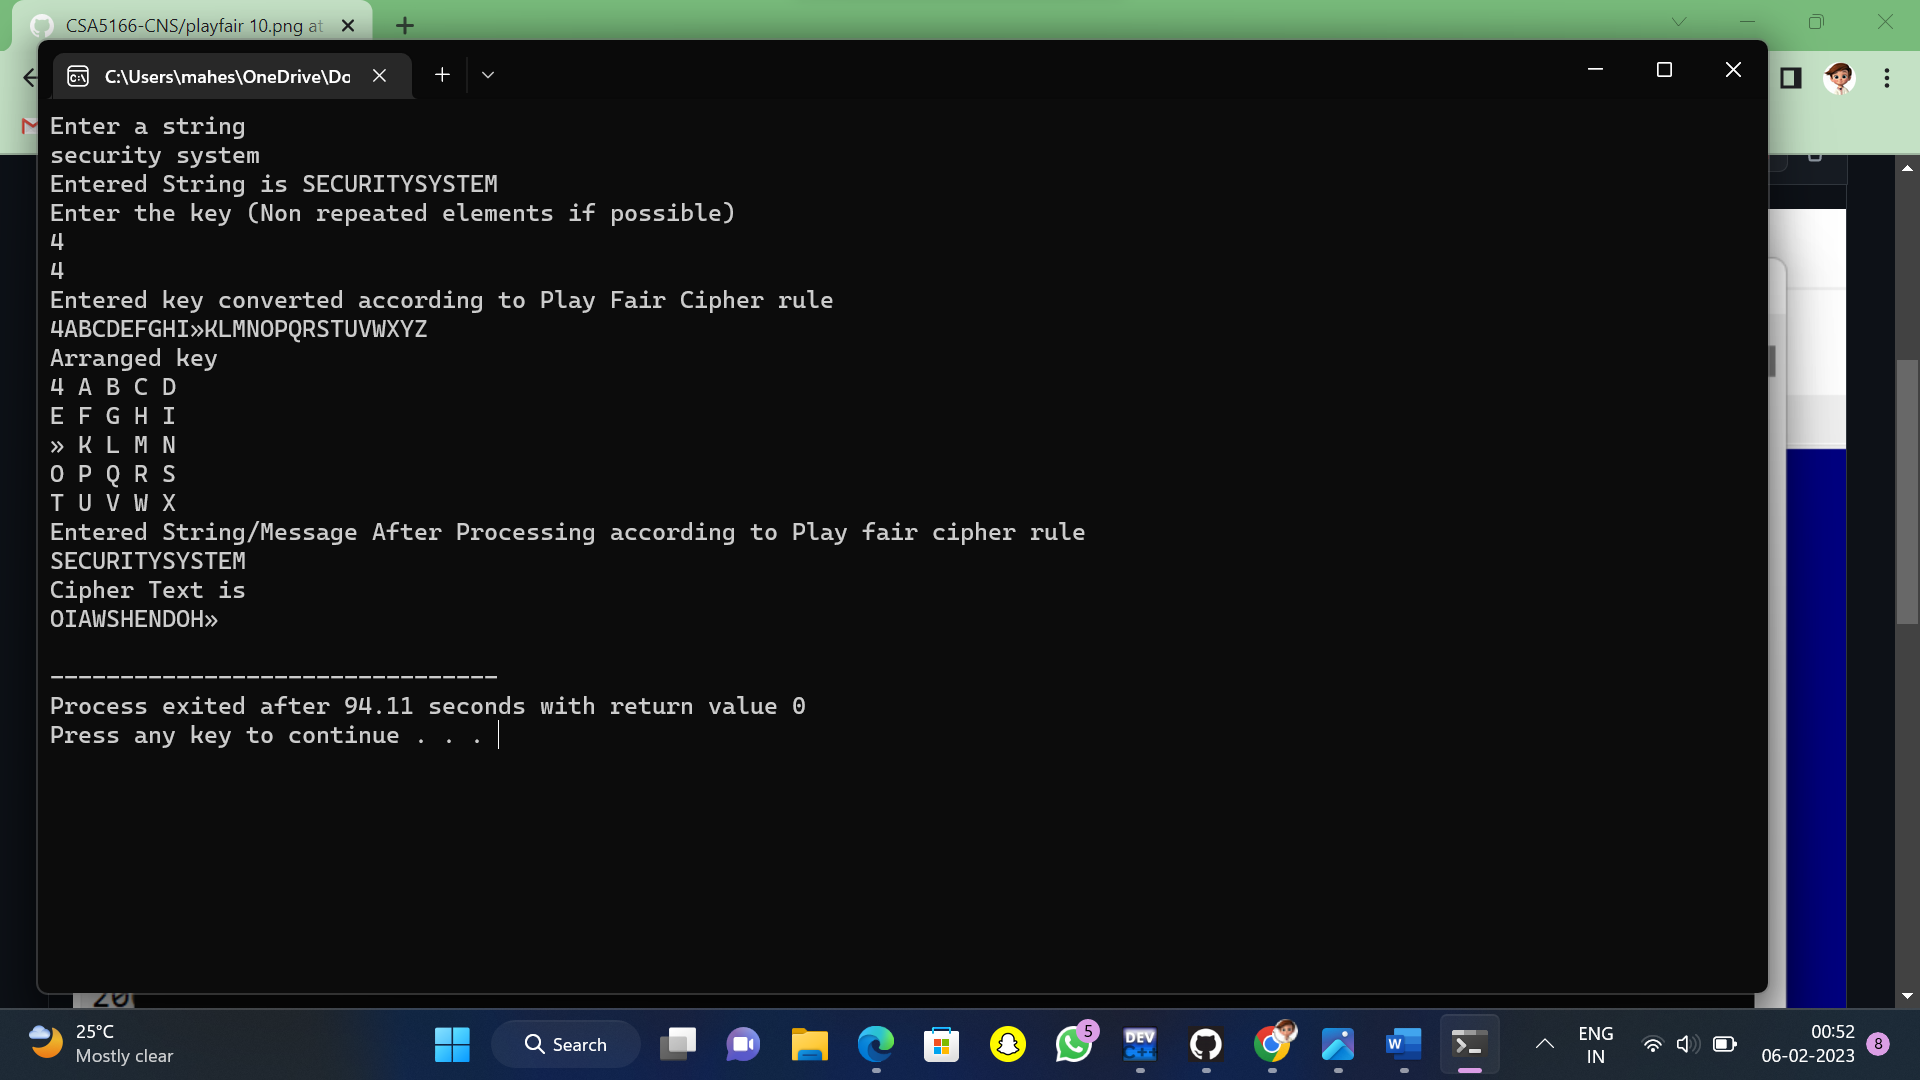 CSA5166-CNS/playfair 10.png at
C:\Users\mahes\OneDrive\Do
Enter a string
security system
Entered String is SECURITYSYSTEM
Enter the key (Non repeated elements if possible)
4
4
Entered key converted according to Play Fair Cipher rule
4ABCDEFGHI»KLMNOPQRSTUVWXYZ
Arranged key
4 A B C D
E F G H I
» K L M N
O P Q R S
T U V W X
Entered String/Message After Processing according to Play fair cipher rule
SECURITYSYSTEM
Cipher Text is
OIAWSHENDOH»
--------------------------------
Process exited after 94.11 seconds with return value 0
Press any key to continue . . .
25°C
Mostly clear
Search
5
DEV
C++
W
ENG
IN
00:52
06-02-2023
8